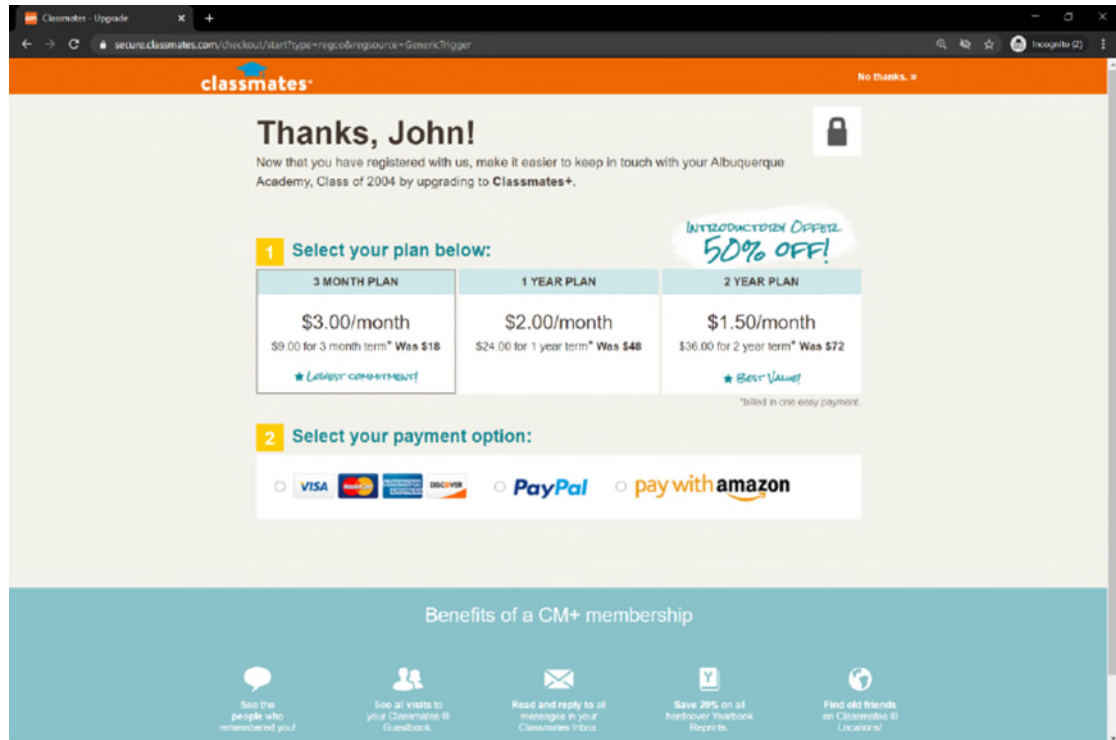 Classmates - Upgrade
secure.classmates.com/checkout/start?type=regco&regsource=GenericTrigger
Incognito (2)
classmates
No thanks. »
Thanks, John!
Now that you have registered with us, make it easier to keep in touch with your Albuquerque
Academy, Class of 2004 by upgrading to Classmates+.
INTRODUCTORY OFFER
50% OFF!
1 Select your plan below:
3 MONTH PLAN
$3.00/month
$9.00 for 3 month term* Was $18
★ LOWEST COMMITMENT!
1 YEAR PLAN
$2.00/month
$24.00 for 1 year term* Was $48
2 YEAR PLAN
$1.50/month
$36.00 for 2 year term* Was $72
★ BEST VALUE!
*billed in one easy payment.
2 Select your payment option:
VISA MasterCard AMERICAN EXPRESS DISCOVER PayPal pay with amazon
Benefits of a CM+ membership
See the
people who
remembered you!
See all visits to
your Classmates ®
Guestbook.
Read and reply to all
messages in your
Classmates Inbox.
Y
Save 20% on all
hardcover Yearbook
Reprints.
Find old friends
on Classmates ®
Locations!